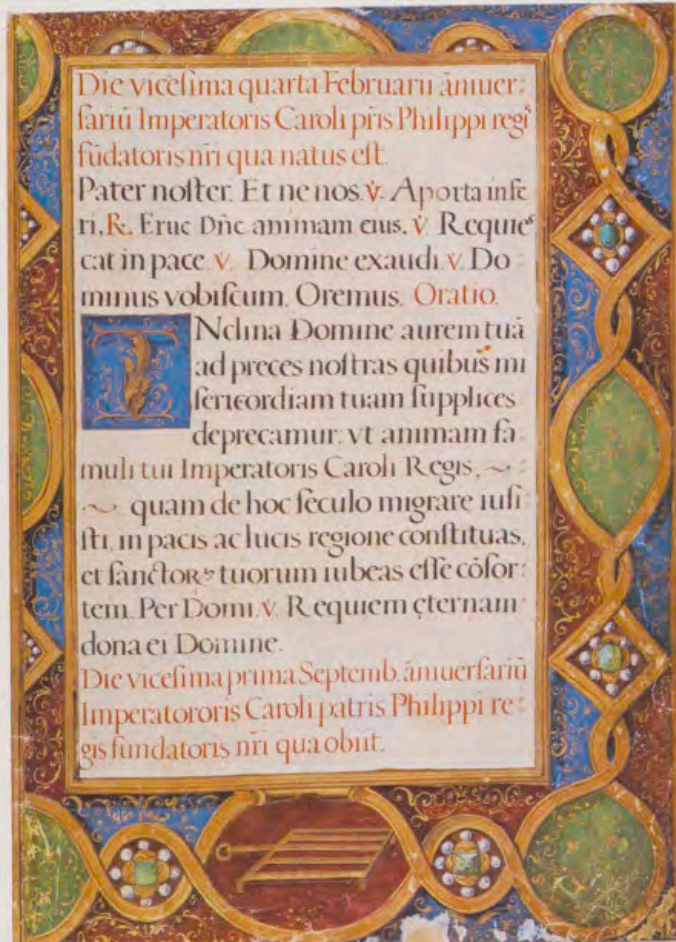 Die viceſima quarta Februarii ãniuer:
ſariũ Imperatoris Caroli pr̃is Philippi regiˢ
fũdatoris nr̃i qua natus eſt.
Pater noſter. Et ne nos. v̇. Aporta infe
ri. R̃. Erue Dñe animam eius. v̇ Requieˢ
cat in pace v. Domine exaudi v. Do:
minus vobiſcum. Oremus. Oratio.
INclina Domine aurem tuã
ad preces noſtras quibus mi
ſericordiam tuam ſupplices
deprecamur: vt animam fa
muli tui Imperatoris Caroli Regis, ~
~ quam de hoc ſeculo migrare iuſi
ſti, in pacis ac lucis regione conſtituas,
et ſanctoꝝ tuorum iubeas eſſe cõſor:
tem. Per Domi. v̇. Requiem ęternam
dona ei Domine.
Die viceſima prima Septemb. ãniuerſariũ
Imperatororis Caroli patris Philippi re:
gis fundatoris nr̃i qua obiit.